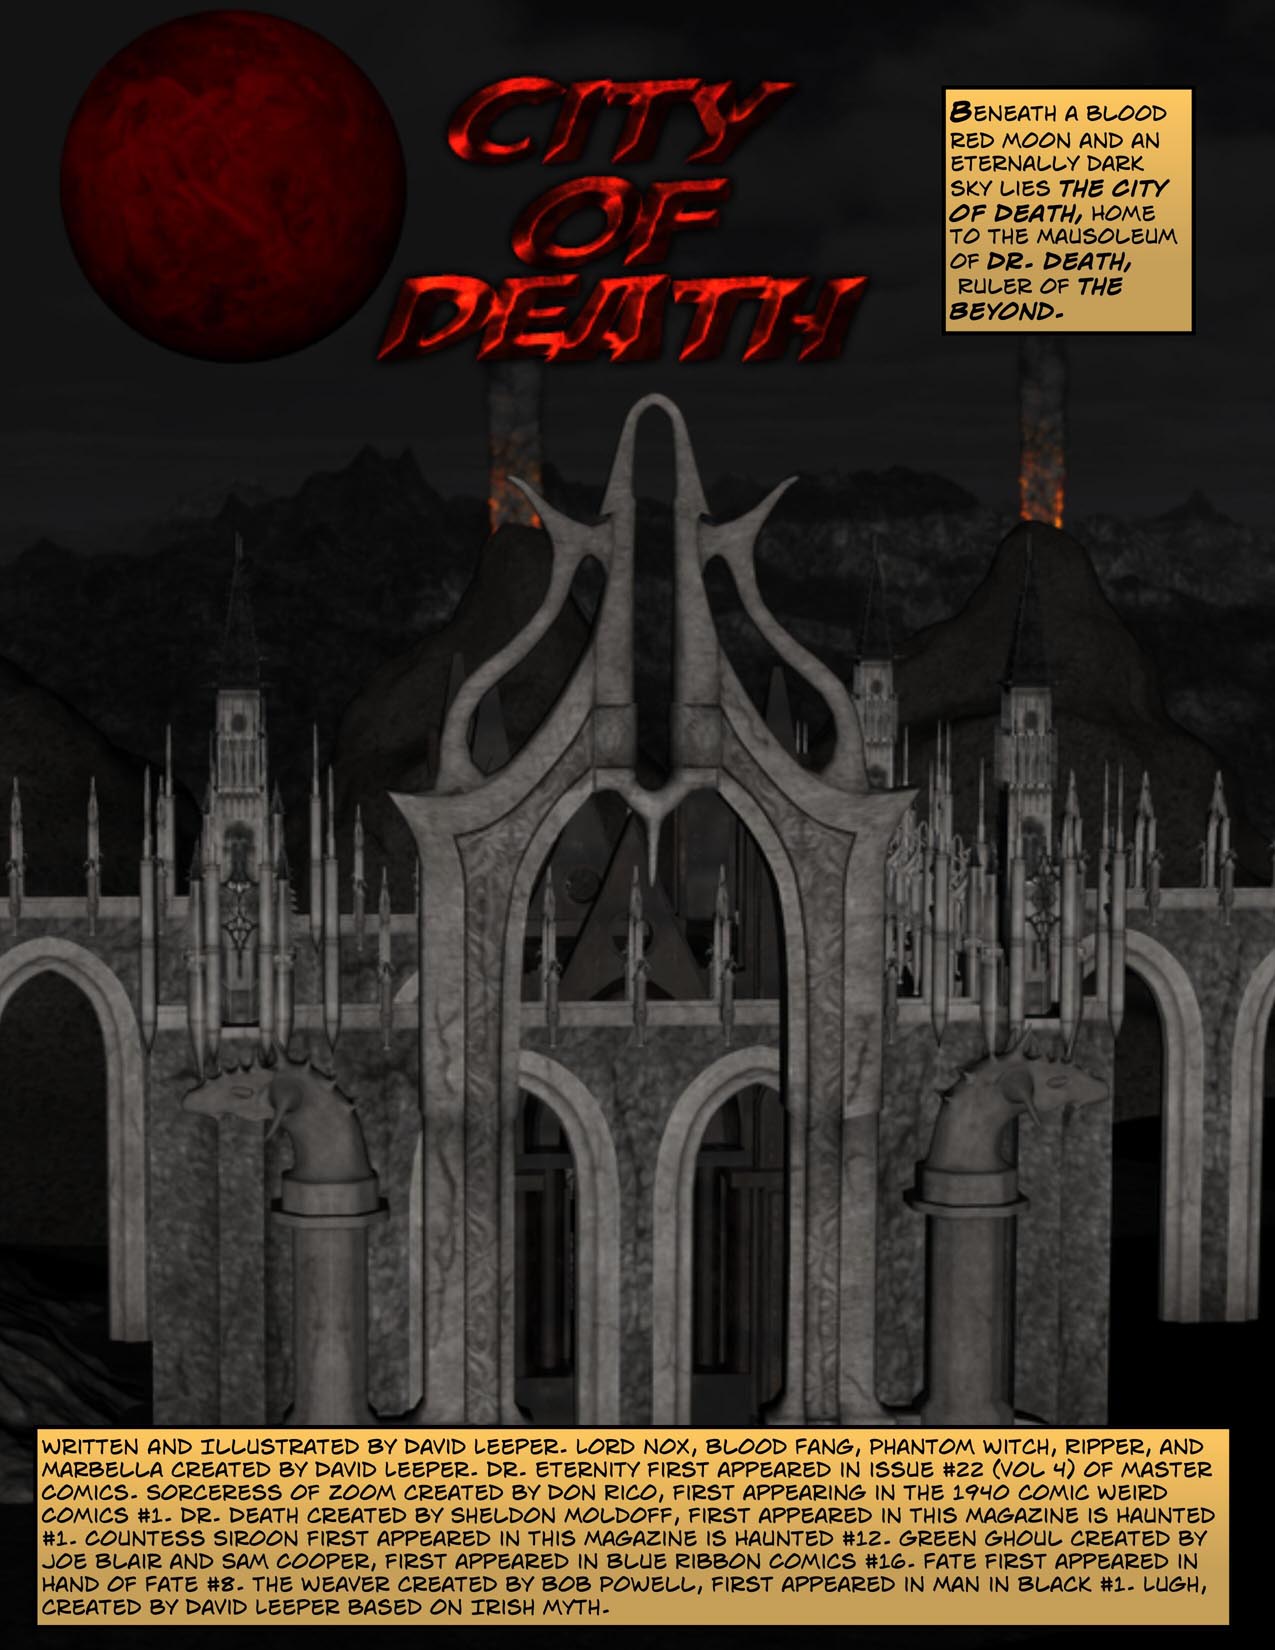 CITY
OF
DEATH
BENEATH A BLOOD
RED MOON AND AN
ETERNALLY DARK
SKY LIES THE CITY
OF DEATH, HOME
TO THE MAUSOLEUM
OF DR. DEATH,
RULER OF THE
BEYOND.
WRITTEN AND ILLUSTRATED BY DAVID LEEPER. LORD NOX, BLOOD FANG, PHANTOM WITCH, RIPPER, AND
MARBELLA CREATED BY DAVID LEEPER. DR. ETERNITY FIRST APPEARED IN ISSUE #22 (VOL 4) OF MASTER
COMICS. SORCERESS OF ZOOM CREATED BY DON RICO, FIRST APPEARING IN THE 1940 COMIC WEIRD
COMICS #1. DR. DEATH CREATED BY SHELDON MOLDOFF, FIRST APPEARED IN THIS MAGAZINE IS HAUNTED
#1. COUNTESS SIROON FIRST APPEARED IN THIS MAGAZINE IS HAUNTED #12. GREEN GHOUL CREATED BY
JOE BLAIR AND SAM COOPER, FIRST APPEARED IN BLUE RIBBON COMICS #16. FATE FIRST APPEARED IN
HAND OF FATE #8. THE WEAVER CREATED BY BOB POWELL, FIRST APPEARED IN MAN IN BLACK #1. LUGH,
CREATED BY DAVID LEEPER BASED ON IRISH MYTH.